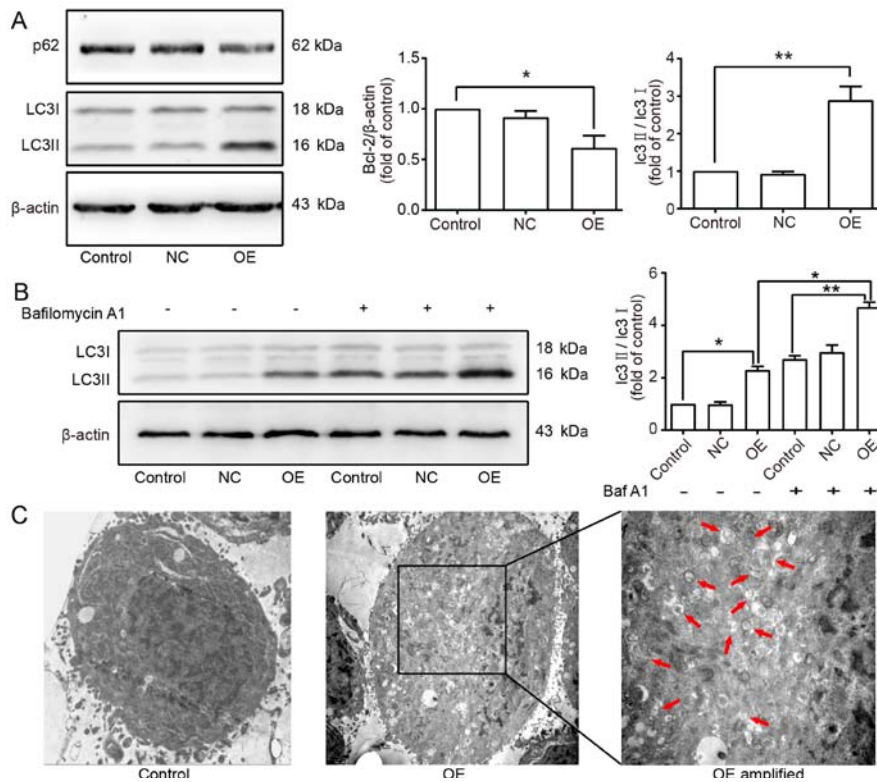 A
p62
62 kDa
LC3I
18 kDa
LC3II
16 kDa
β-actin
43 kDa
Control NC OE
Bcl-2/β-actin
(fold of control)
1.5
1.0
0.5
0.0
*
Control NC OE
lc3 II / lc3 I
(fold of control)
4
3
2
1
0
**
Control NC OE
B
Bafilomycin A1 - - - + + +
LC3I
18 kDa
LC3II
16 kDa
β-actin
43 kDa
Control NC OE Control NC OE
lc3 II / lc3 I
(fold of control)
6
4
2
0
*
**
*
Control NC OE Control NC OE
Baf A1 - - - + + +
C
Control
OE
OE amplified